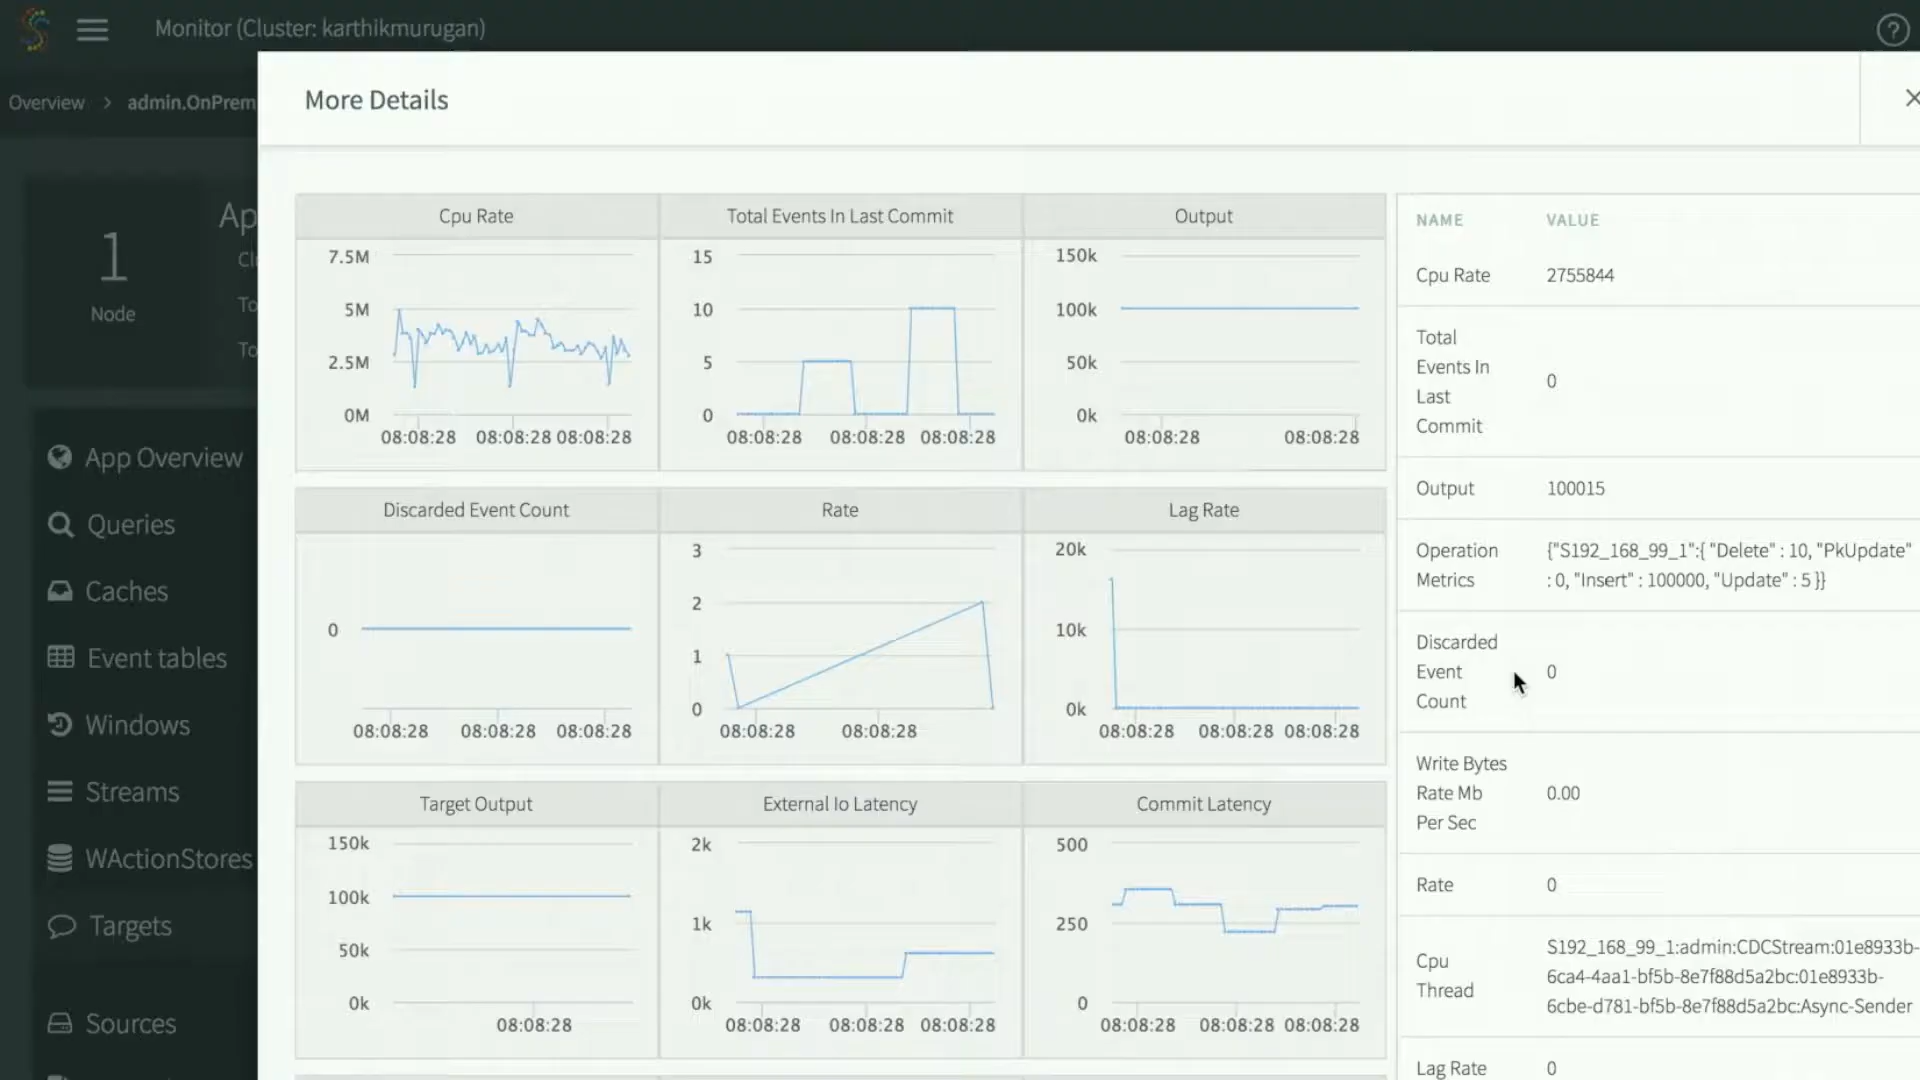 Monitor (Cluster: karthikmurugan)
?
Overview > admin.OnPrem
More Details
1
Node
Ap
Cl
To
To
App Overview
Queries
Caches
Event tables
Windows
Streams
WActionStores
Targets
Sources
Cpu Rate
7.5M
5M
2.5M
0M
08:08:28 08:08:28 08:08:28
Total Events In Last Commit
15
10
5
0
08:08:28 08:08:28 08:08:28
Output
150k
100k
50k
0k
08:08:28 08:08:28
Discarded Event Count
0
08:08:28 08:08:28 08:08:28
Rate
3
2
1
0
08:08:28 08:08:28
Lag Rate
20k
10k
0k
08:08:28 08:08:28 08:08:28
Target Output
150k
100k
50k
0k
08:08:28
External Io Latency
2k
1k
0k
08:08:28 08:08:28 08:08:28
Commit Latency
500
250
0
08:08:28 08:08:28 08:08:28
NAME VALUE
Cpu Rate 2755844
Total
Events In
Last
Commit
0
Output 100015
Operation
Metrics
{"S192_168_99_1":{ "Delete" : 10, "PkUpdate"
: 0, "Insert" : 100000, "Update" : 5 }}
Discarded
Event
Count
0
Write Bytes
Rate Mb
Per Sec
0.00
Rate 0
Cpu
Thread
S192_168_99_1:admin:CDCStream:01e8933b-
6ca4-4aa1-bf5b-8e7f88d5a2bc:01e8933b-
6cbe-d781-bf5b-8e7f88d5a2bc:Async-Sender
Lag Rate 0